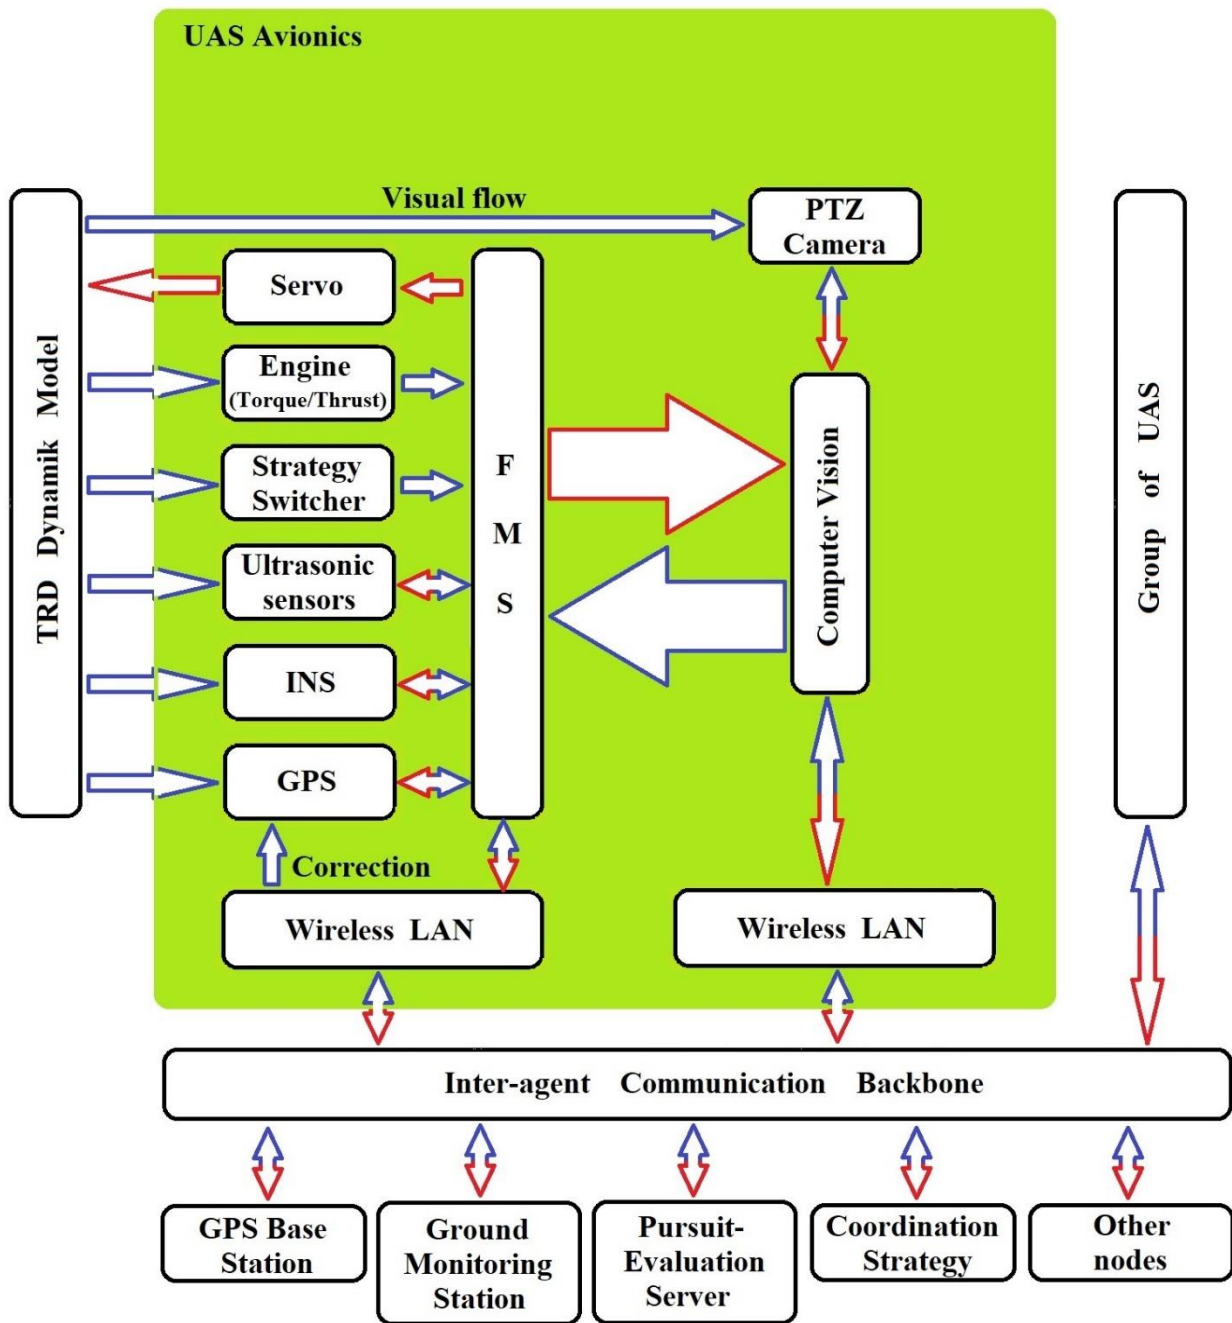 UAS Avionics
Visual flow
PTZ
Camera
TRD Dynamik Model
Servo
Engine
(Torque/Thrust)
Strategy
Switcher
Ultrasonic
sensors
INS
GPS
F
M
S
Computer Vision
Group of UAS
Correction
Wireless LAN
Wireless LAN
Inter-agent Communication Backbone
GPS Base
Station
Ground
Monitoring
Station
Pursuit-
Evaluation
Server
Coordination
Strategy
Other
nodes